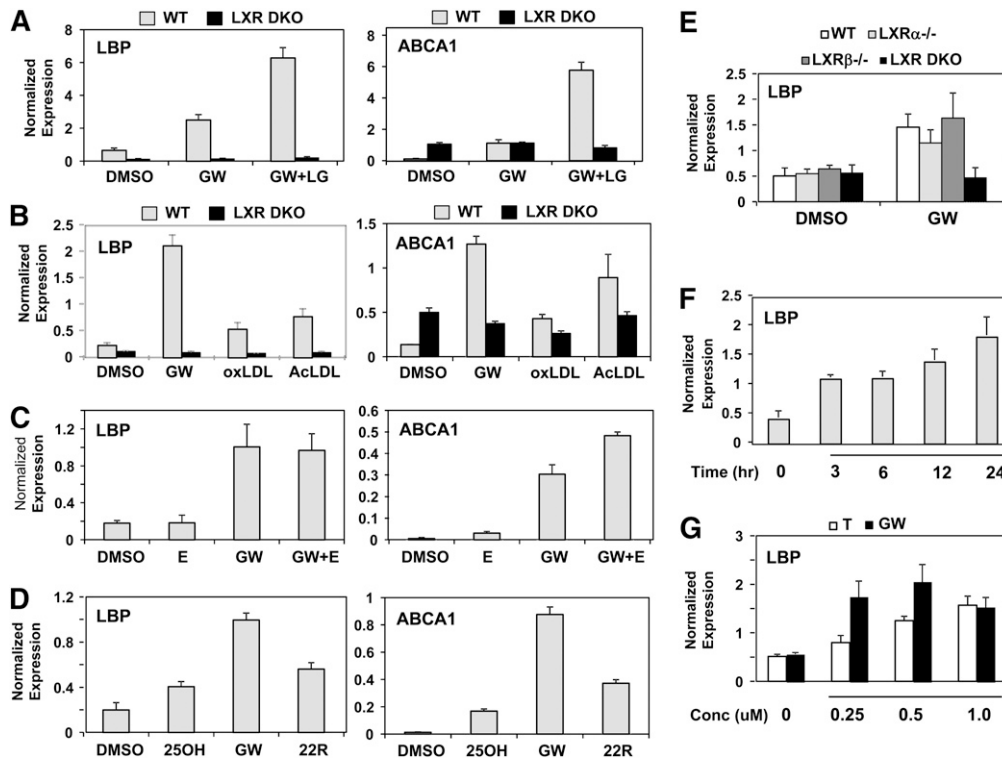 A
WT LXR DKO
LBP
Normalized
Expression
8
6
4
2
0
DMSO GW GW+LG
WT LXR DKO
ABCA1
8
6
4
2
0
DMSO GW GW+LG
B
WT LXR DKO
LBP
Normalized
Expression
2.5
2
1.5
1
0.5
0
DMSO GW oxLDL AcLDL
WT LXR DKO
ABCA1
1.5
1
0.5
0
DMSO GW oxLDL AcLDL
C
LBP
Normalized
Expression
1.2
0.8
0.4
0
DMSO E GW GW+E
ABCA1
0.6
0.5
0.4
0.3
0.2
0.1
0
DMSO E GW GW+E
D
LBP
Normalized
Expression
1.2
0.8
0.4
0
DMSO 25OH GW 22R
ABCA1
1
0.8
0.6
0.4
0.2
0
DMSO 25OH GW 22R
E
WT LXRα-/-
LXRβ-/- LXR DKO
LBP
Normalized
Expression
2.5
2
1.5
1
0.5
0
DMSO GW
F
LBP
Normalized
Expression
2.5
2
1.5
1
0.5
0
Time (hr) 0 3 6 12 24
G
T GW
LBP
Normalized
Expression
3
2
1
0
Conc (uM) 0 0.25 0.5 1.0